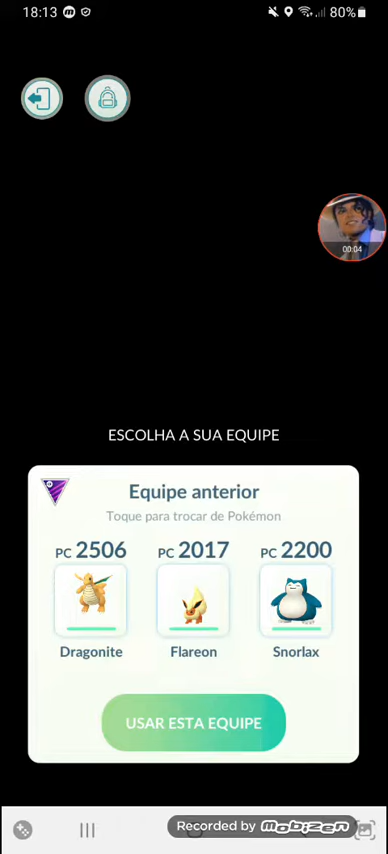 18:13
80%
00:04
ESCOLHA A SUA EQUIPE
Equipe anterior
Toque para trocar de Pokémon
PC 2506 PC 2017 PC 2200
Dragonite Flareon Snorlax
USAR ESTA EQUIPE
Recorded by Mobizen